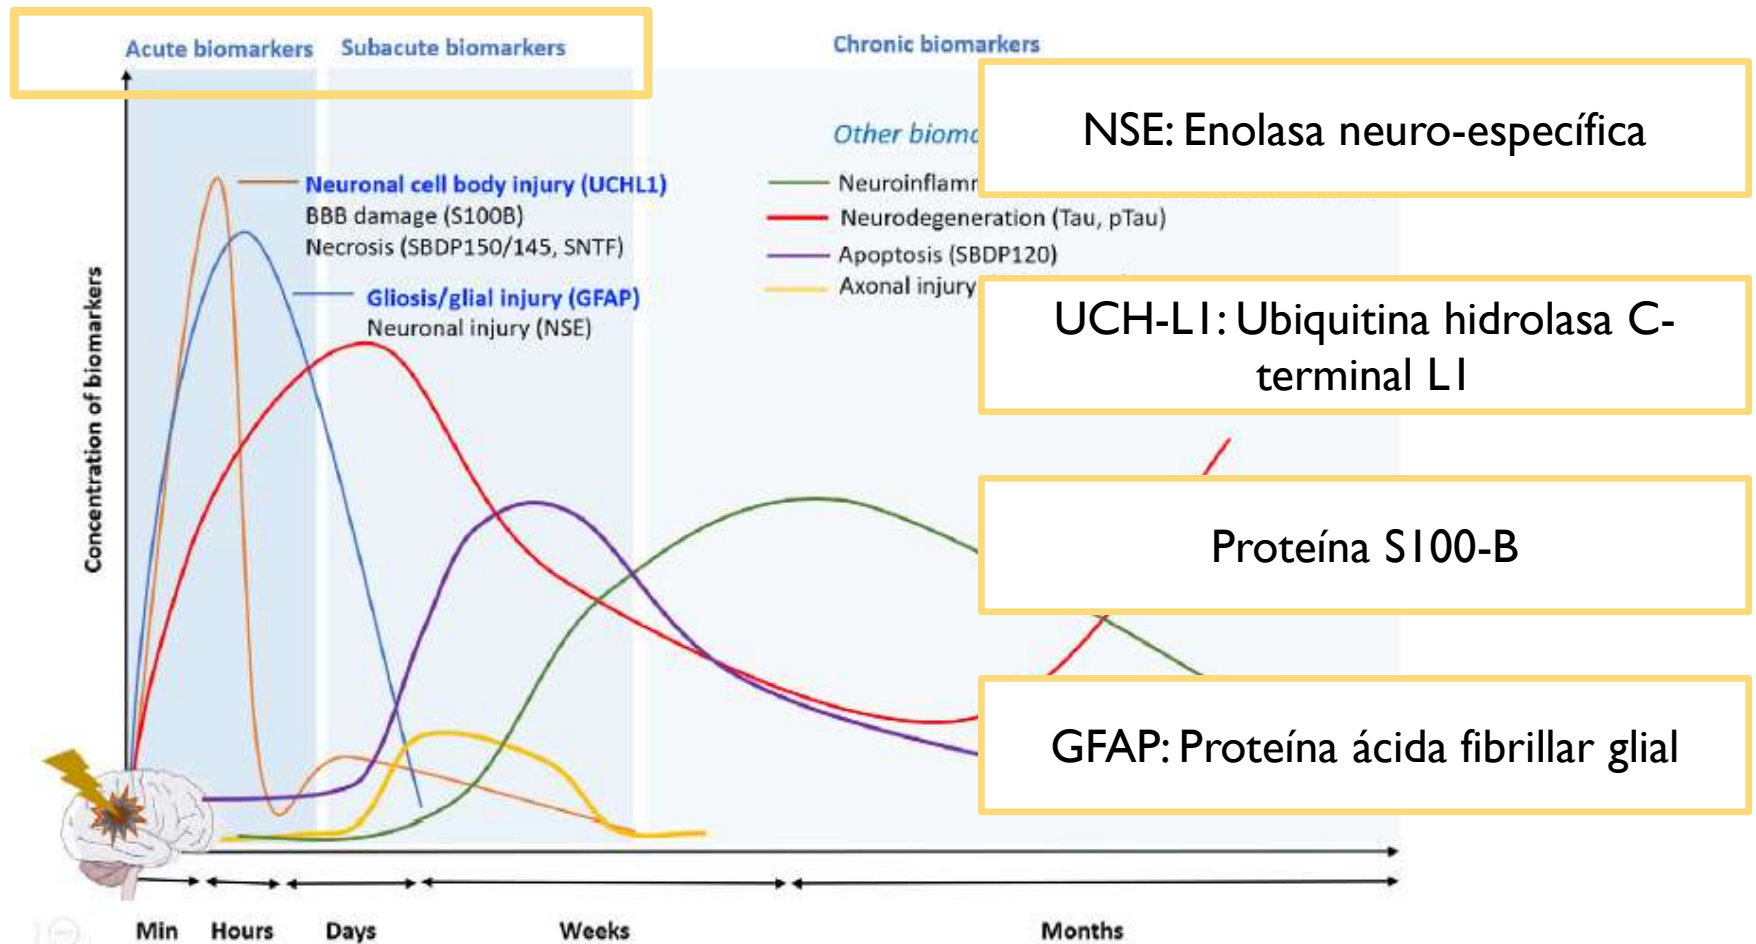 Acute biomarkers
Subacute biomarkers
Chronic biomarkers
Other
NSE: Enolasa neuro-específica
Neuronal cell body injury (UCHL1)
BBB damage (S100B)
Necrosis (SBDP150/145, SNTF)
Gliosis/glial injury (GFAP)
Neuronal injury (NSE)
Neurodegeneration (Tau, pTau)
Apoptosis (SBDP120)
Axonal injury
UCH-L1: Ubiquitina hidrolasa C-
terminal L1
Proteína S100-B
GFAP: Proteína ácida fibrillar glial
Concentration of biomarkers
Min
Hours
Days
Weeks
Months